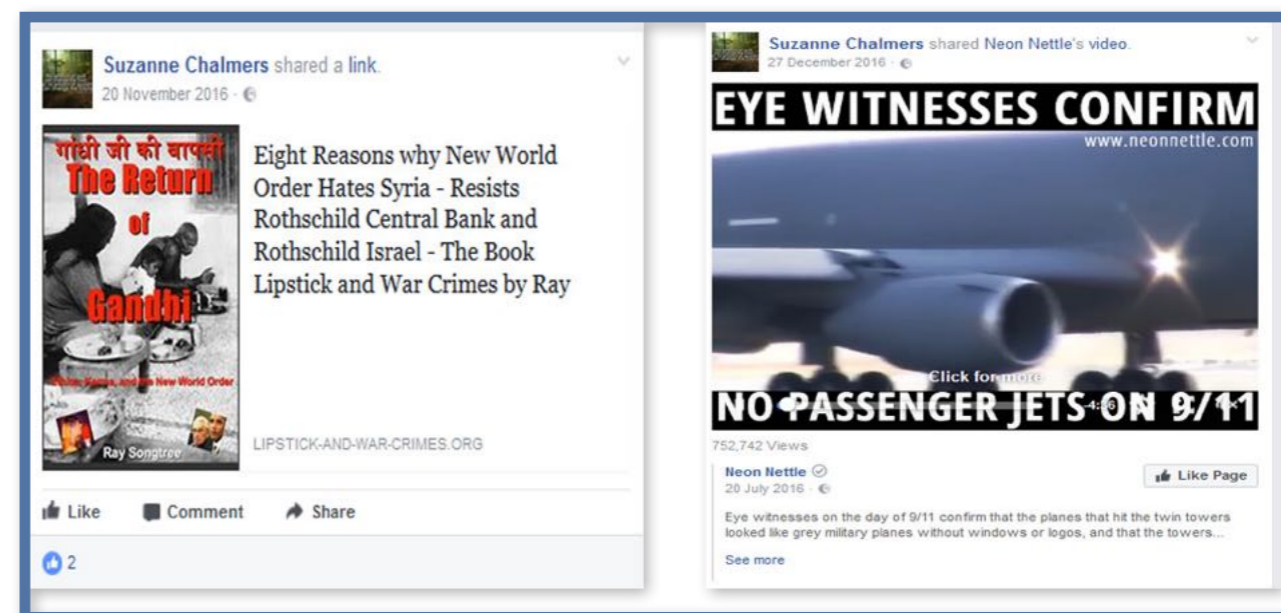 Suzanne Chalmers shared a link.
20 November 2016
गांधी जी की वापसी
The Return
of
Gandhi
and the New World Order
Ray Songtree
Eight Reasons why New World
Order Hates Syria - Resists
Rothschild Central Bank and
Rothschild Israel - The Book
Lipstick and War Crimes by Ray
LIPSTICK-AND-WAR-CRIMES.ORG
Like Comment Share
2
Suzanne Chalmers shared Neon Nettle's video.
27 December 2016
EYE WITNESSES CONFIRM
www.neonnettle.com
Click for more
NO PASSENGER JETS ON 9/11
752,742 Views
Neon Nettle
20 July 2016
Like Page
Eye witnesses on the day of 9/11 confirm that the planes that hit the twin towers
looked like grey military planes without windows or logos, and that the towers...
See more